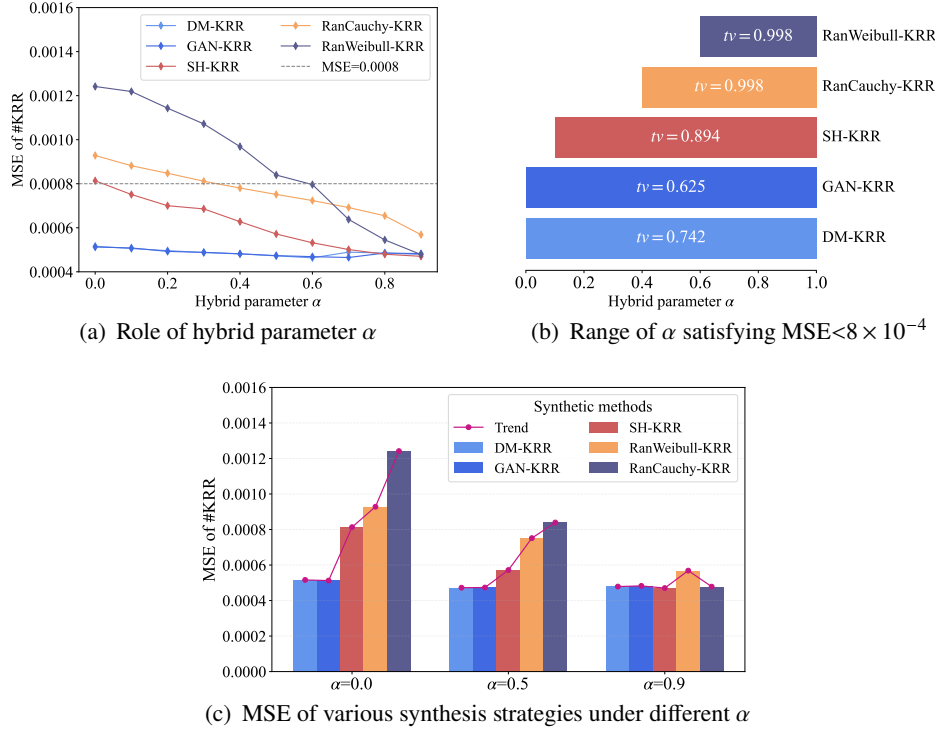 0.0016
0.0014
0.0012
0.0010
0.0008
0.0006
0.0004
MSE of #KRR
DM-KRR
GAN-KRR
SH-KRR
RanCauchy-KRR
RanWeibull-KRR
MSE=0.0008
0.0 0.2 0.4 0.6 0.8
Hybrid parameter α
(a) Role of hybrid parameter α
tv = 0.998 RanWeibull-KRR
tv = 0.998 RanCauchy-KRR
tv = 0.894 SH-KRR
tv = 0.625 GAN-KRR
tv = 0.742 DM-KRR
0.0 0.2 0.4 0.6 0.8 1.0
Hybrid parameter α
(b) Range of α satisfying MSE<8 × 10⁻⁴
0.0016
0.0014
0.0012
0.0010
0.0008
0.0006
0.0004
0.0002
0.0000
MSE of #KRR
Synthetic methods
Trend
DM-KRR
GAN-KRR
SH-KRR
RanWeibull-KRR
RanCauchy-KRR
α=0.0 α=0.5 α=0.9
(c) MSE of various synthesis strategies under different α